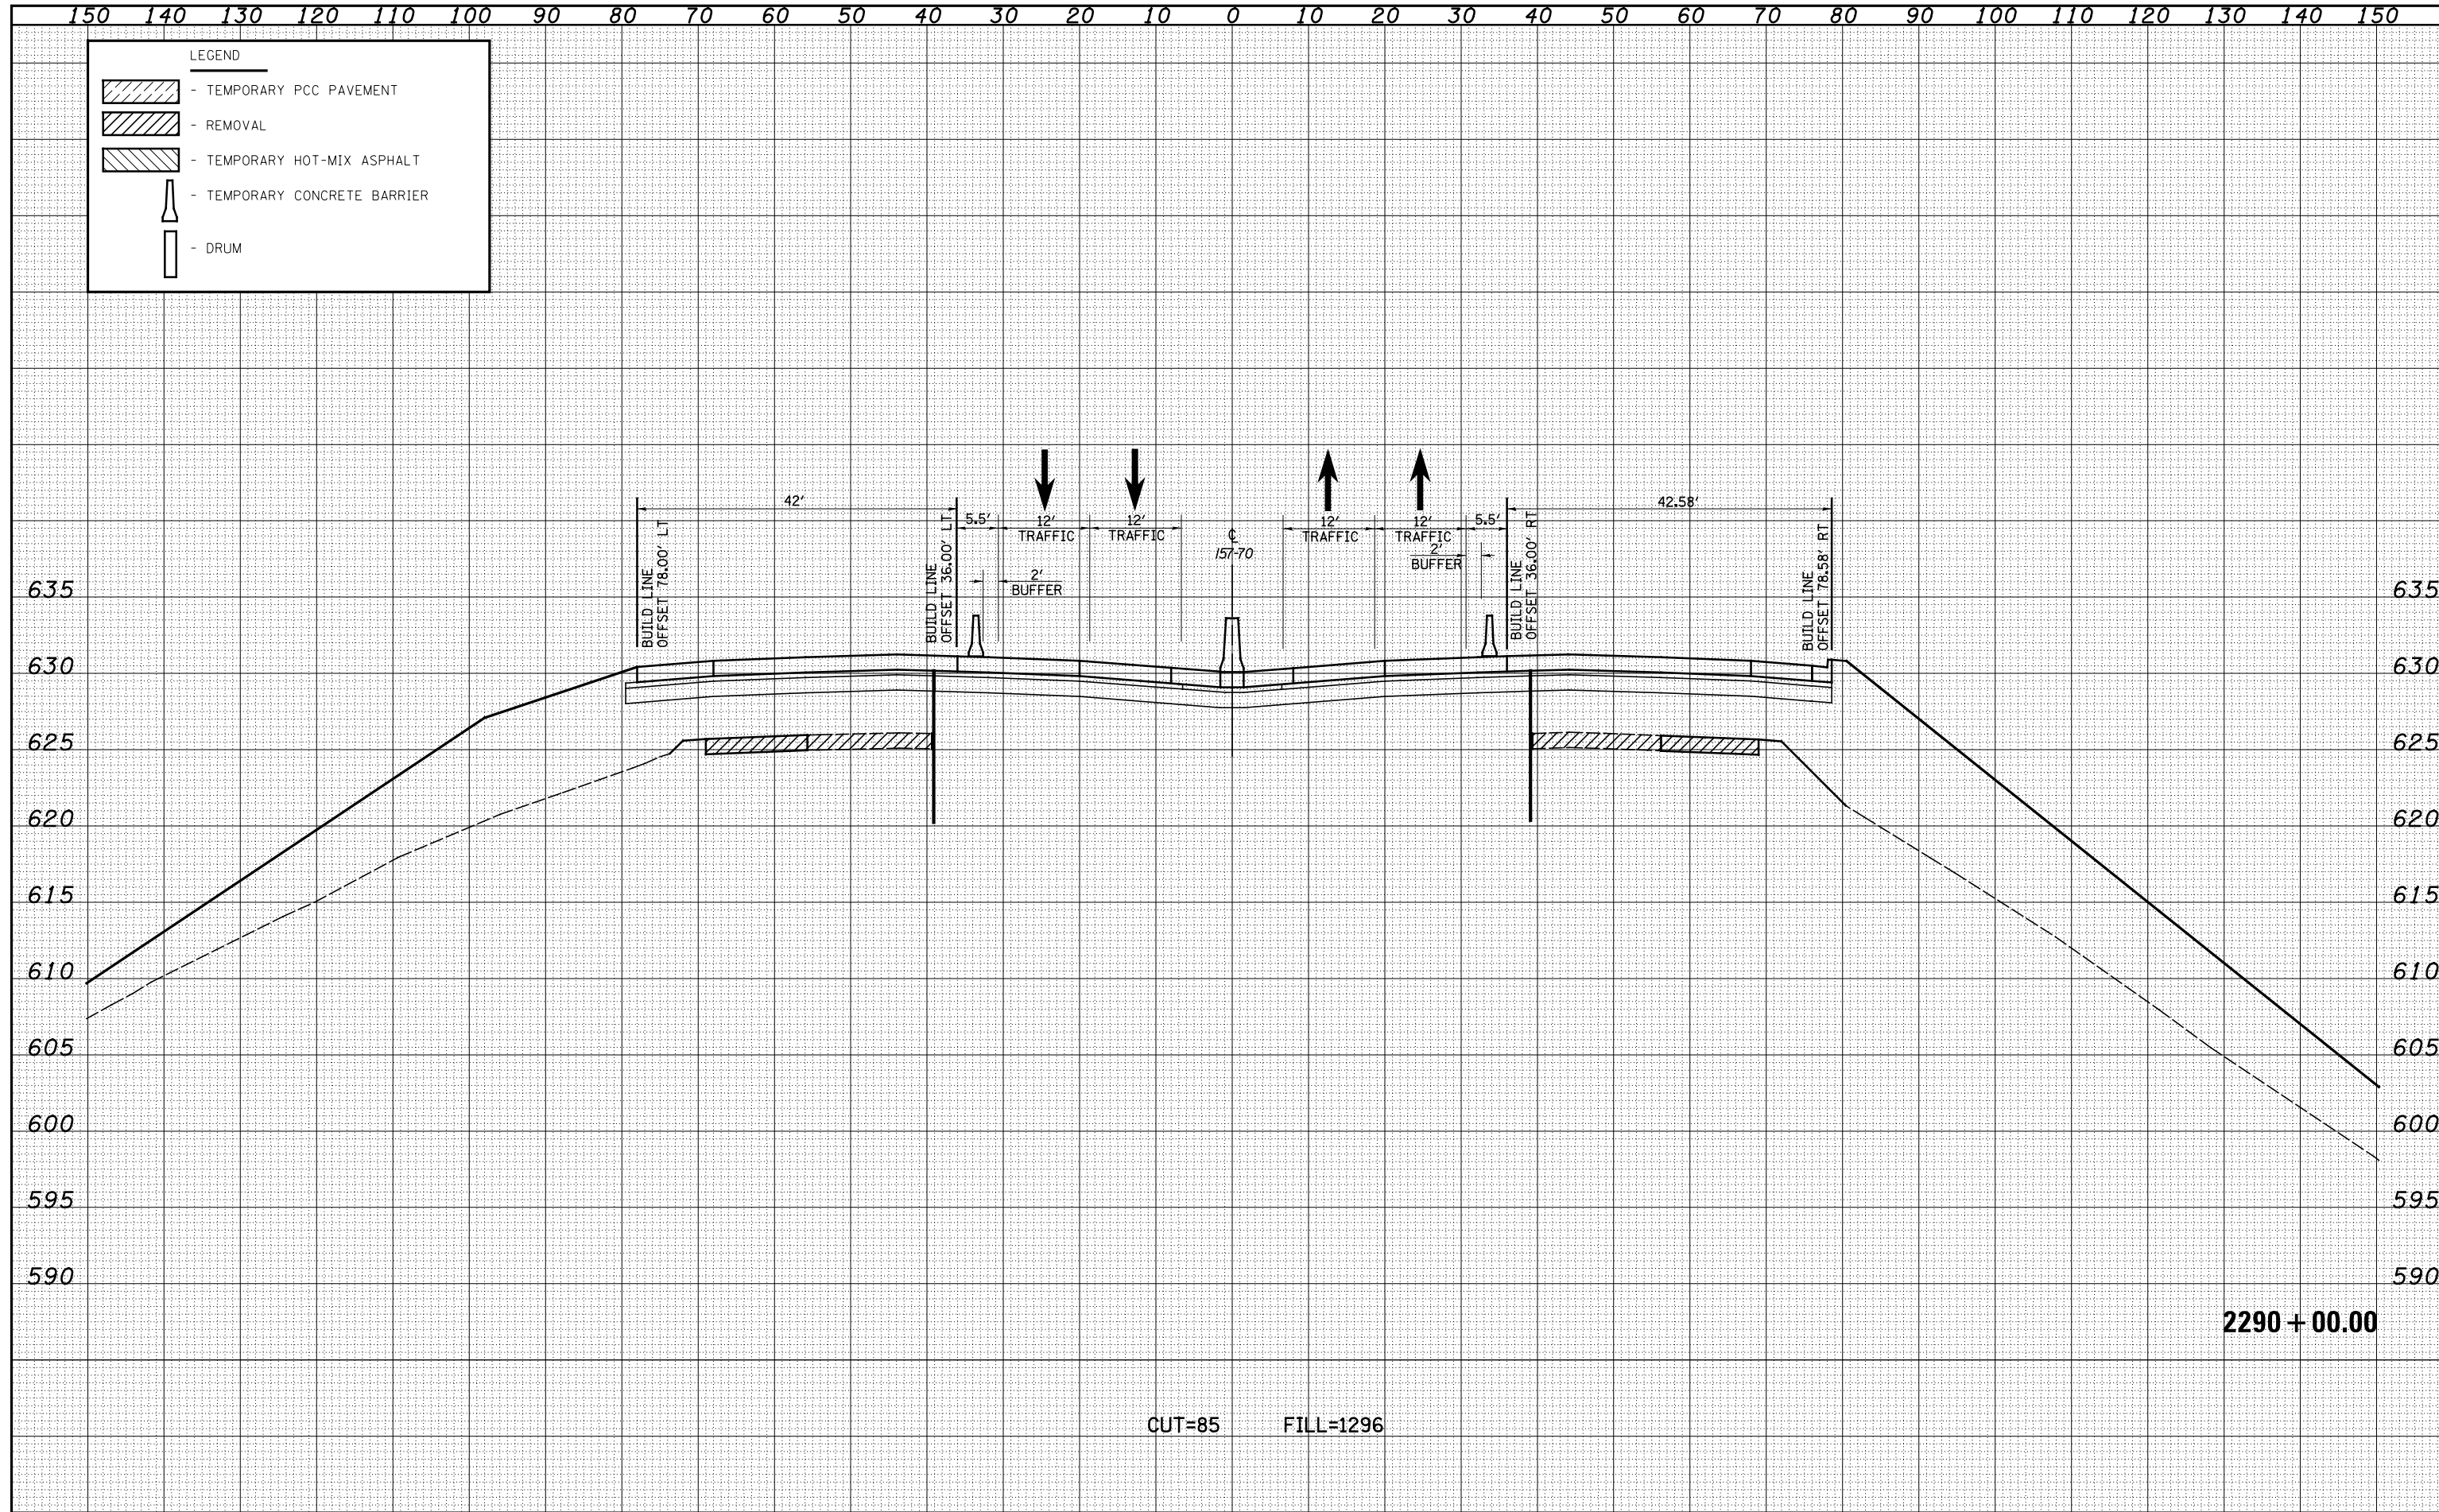 150 140 130 120 110 100 90 80 70 60 50 40 30 20 10 0 10 20 30 40 50 60 70 80 90 100 110 120 130 140 150
LEGEND
- TEMPORARY PCC PAVEMENT
- REMOVAL
- TEMPORARY HOT-MIX ASPHALT
- TEMPORARY CONCRETE BARRIER
- DRUM
42' 42.58'
5.5' 12' 12' 12' 12' 5.5'
TRAFFIC TRAFFIC TRAFFIC TRAFFIC
℄
157-70
2'
BUFFER
2'
BUFFER
BUILD LINE
OFFSET 78.00' LT
BUILD LINE
OFFSET 36.00' LT
BUILD LINE
OFFSET 36.00' RT
BUILD LINE
OFFSET 78.58' RT
635 635
630 630
625 625
620 620
615 615
610 610
605 605
600 600
595 595
590 590
2290+00.00
CUT=85 FILL=1296